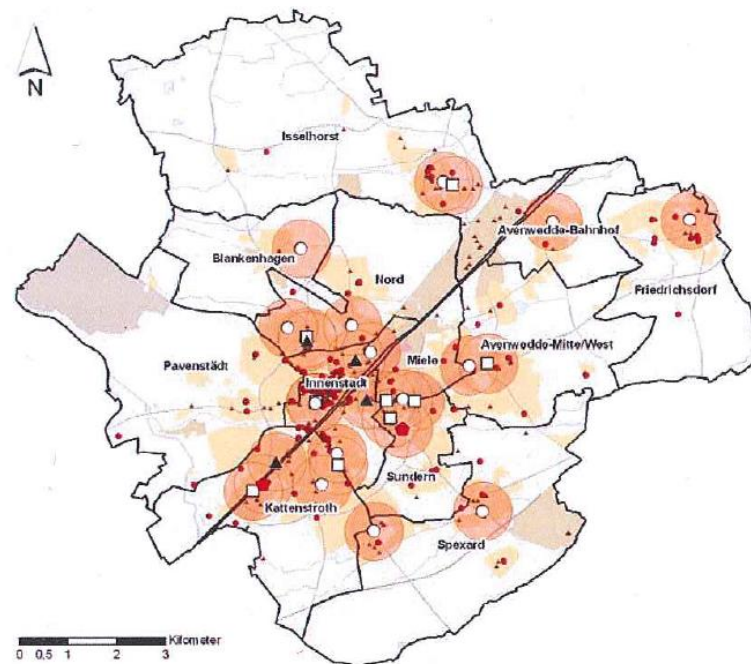 N
Isselhorst
Avenwedde-Bahnhof
Blankenhagen
Nord
Friedrichsdorf
Avenwedde-Mitte/West
Miele
Pavenstädt
Innenstadt
Sundern
Kattenstroth
Spexard
Kilometer
0 0,5 1 2 3